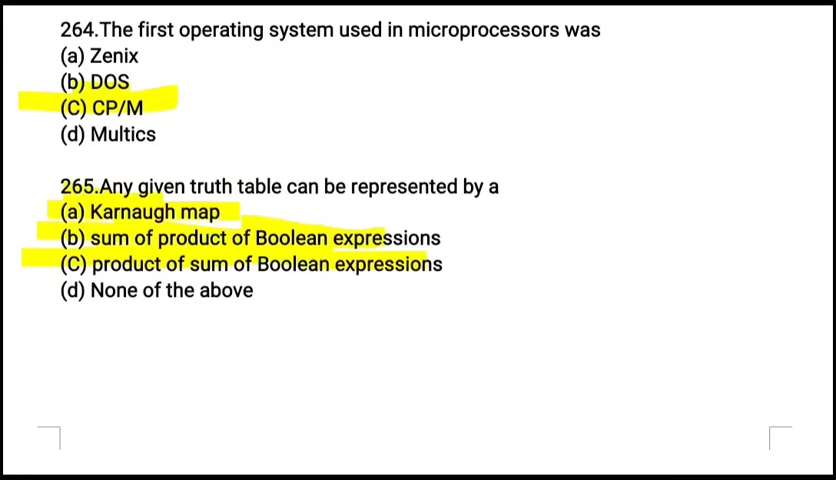 264.The first operating system used in microprocessors was
(a) Zenix
(b) DOS
(C) CP/M
(d) Multics
265.Any given truth table can be represented by a
(a) Karnaugh map
(b) sum of product of Boolean expressions
(C) product of sum of Boolean expressions
(d) None of the above